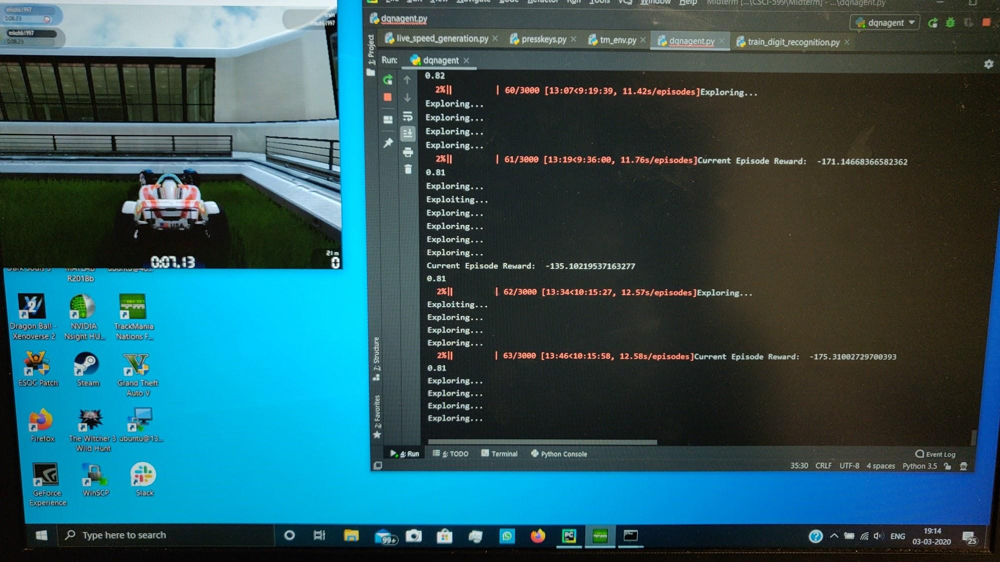 mkohli1997
0:08.23
mkohli1997
0:08.23
train
mkohli1997
USA
0:07.13
21m
0
R2018b
Dragon Ball -
Xenoverse 2
NVIDIA
Nsight HU...
TrackMania
Nations F...
ESOC Patch
Steam
Grand Theft
Auto V
Firefox
The Witcher 3
Wild Hunt
ubuntu@13...
GeForce
Experience
WinSCP
Slack
File Edit View Navigate Code Refactor Run Tools VCS Window Help Midterm [...\CSCI-599\Midterm] - ...\dqnagent.py
dqnagent.py
dqnagent
live_speed_generation.py
presskeys.py
tm_env.py
dqnagent.py
train_digit_recognition.py
1: Project
Run: dqnagent
0.82
2%|| | 60/3000 [13:07<9:19:39, 11.42s/episodes]Exploring...
Exploring...
Exploring...
Exploring...
Exploring...
2%|| | 61/3000 [13:19<9:36:00, 11.76s/episodes]Current Episode Reward: -171.14668366582362
0.81
Exploring...
Exploiting...
Exploring...
Exploring...
Exploring...
Exploring...
Current Episode Reward: -135.10219537163277
0.81
2%|| | 62/3000 [13:34<10:15:27, 12.57s/episodes]Exploring...
Exploiting...
Exploring...
Exploring...
Exploring...
2%|| | 63/3000 [13:46<10:15:58, 12.58s/episodes]Current Episode Reward: -175.31002729700393
0.81
Exploring...
Exploring...
Exploring...
Exploring...
7: Structure
2: Favorites
4: Run
6: TODO
Terminal
Python Console
Event Log
35:30 CRLF UTF-8 4 spaces Python 3.5
Type here to search
99+
PC
ENG
19:14
03-03-2020
25